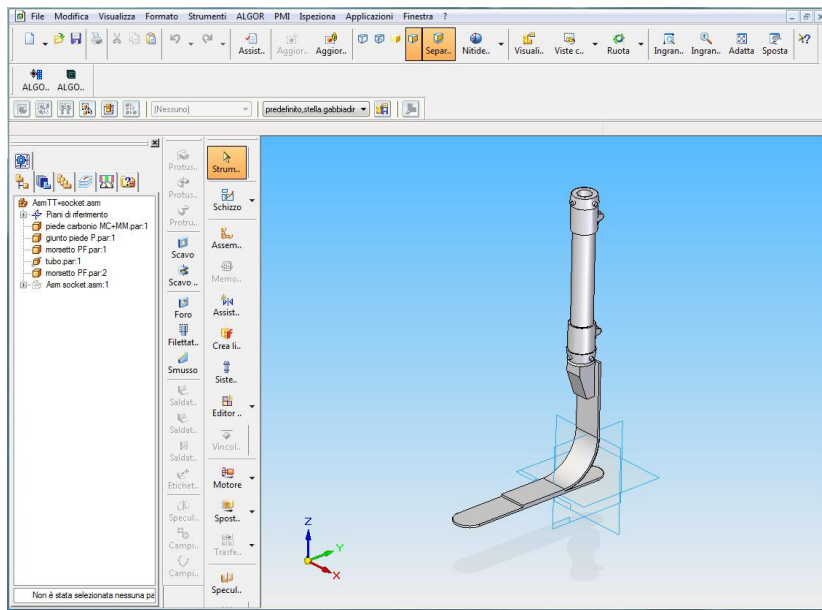 File Modifica Visualizza Formato Strumenti ALGOR PMI Ispeziona Applicazioni Finestra ?
Assist.. Aggior.. Aggior.. Separ.. Nitide.. Visuali.. Viste c.. Ruota Ingran.. Ingran.. Adatta Sposta
ALGO.. ALGO..
(Nessuno) predefinito,stella.gabbiadir
AsmTT+socket.asm
Piani di riferimento
piede carbonio MC+MM.par:1
giunto piede P.par:1
morsetto PF.par:1
tubo.par:1
morsetto PF.par:2
Asm socket.asm:1
Non è stata selezionata nessuna pa
Protus..
Protus..
Protru..
Scavo
Scavo ..
Foro
Filettat..
Smusso
Saldat..
Saldat..
Saldat..
Etichet..
Specul..
Campi..
Campi..
Strum..
Schizzo
Assem..
Memo..
Assist..
Crea li..
Siste..
Editor ..
Vincol..
Motore
Spost..
Trasfe..
Specul..
Z
Y
X